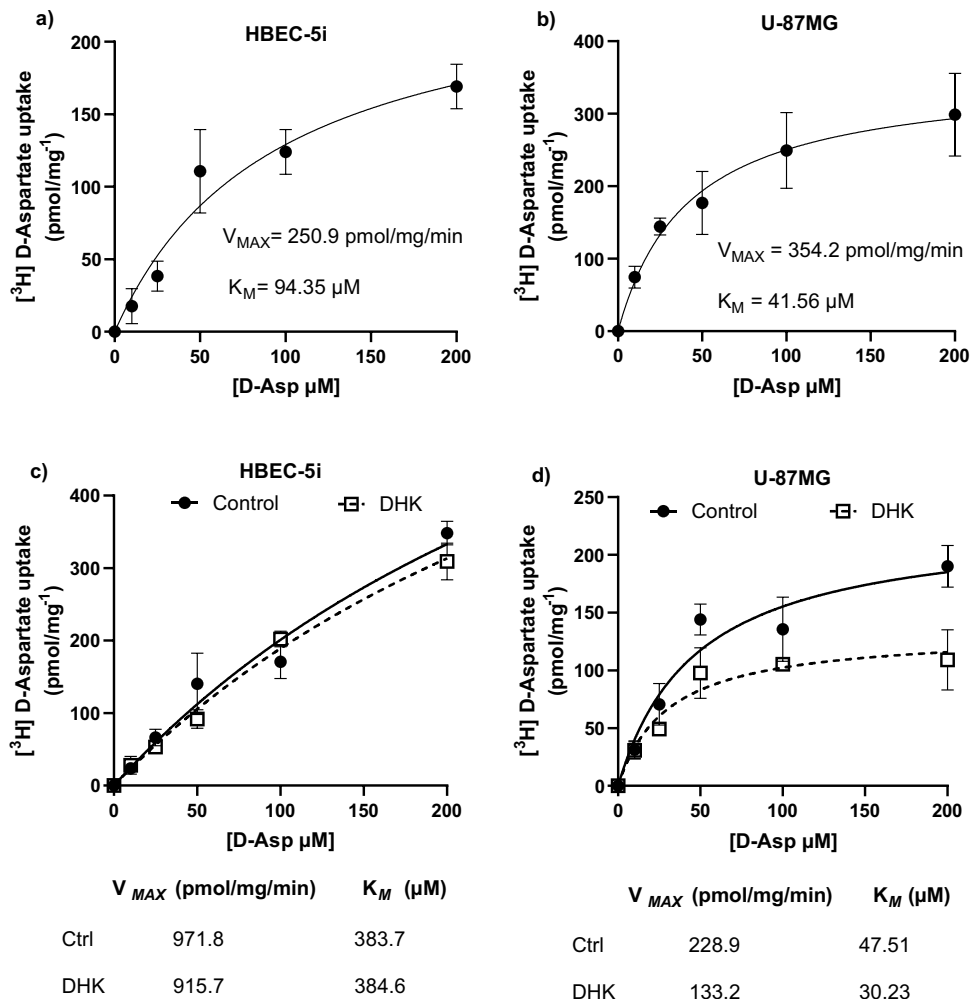 a)
HBEC-5i
[³H] D-Aspartate uptake
(pmol/mg⁻¹)
200
150
100
50
0
V_MAX= 250.9 pmol/mg/min
K_M= 94.35 µM
0 50 100 150 200
[D-Asp µM]
b)
U-87MG
[³H] D-Aspartate uptake
(pmol/mg⁻¹)
400
300
200
100
0
V_MAX = 354.2 pmol/mg/min
K_M = 41.56 µM
0 50 100 150 200
[D-Asp µM]
c)
HBEC-5i
Control DHK
[³H] D-Aspartate uptake
(pmol/mg⁻¹)
400
300
200
100
0
0 50 100 150 200
[D-Asp µM]
V MAX (pmol/mg/min) K_M (µM)
Ctrl 971.8 383.7
DHK 915.7 384.6
d)
U-87MG
Control DHK
[³H] D-Aspartate uptake
(pmol/mg⁻¹)
250
200
150
100
50
0
0 50 100 150 200
[D-Asp µM]
V MAX (pmol/mg/min) K_M (µM)
Ctrl 228.9 47.51
DHK 133.2 30.23